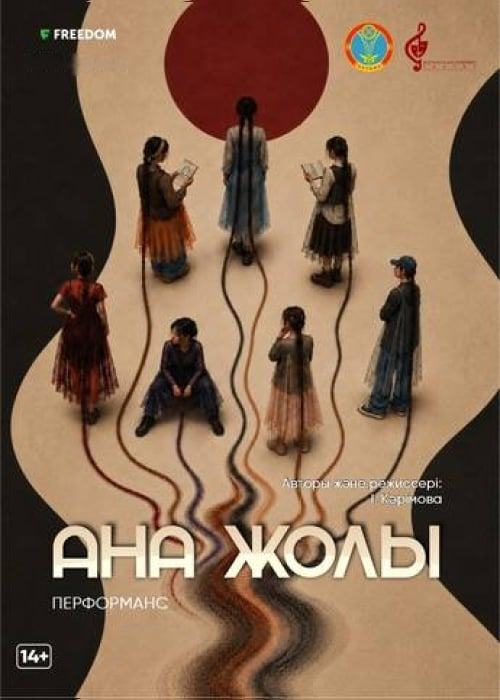 FREEDOM
Авторы және режиссері:
І. Кәрімова
АНА ЖОЛЫ
ПЕРФОРМАНС
14+